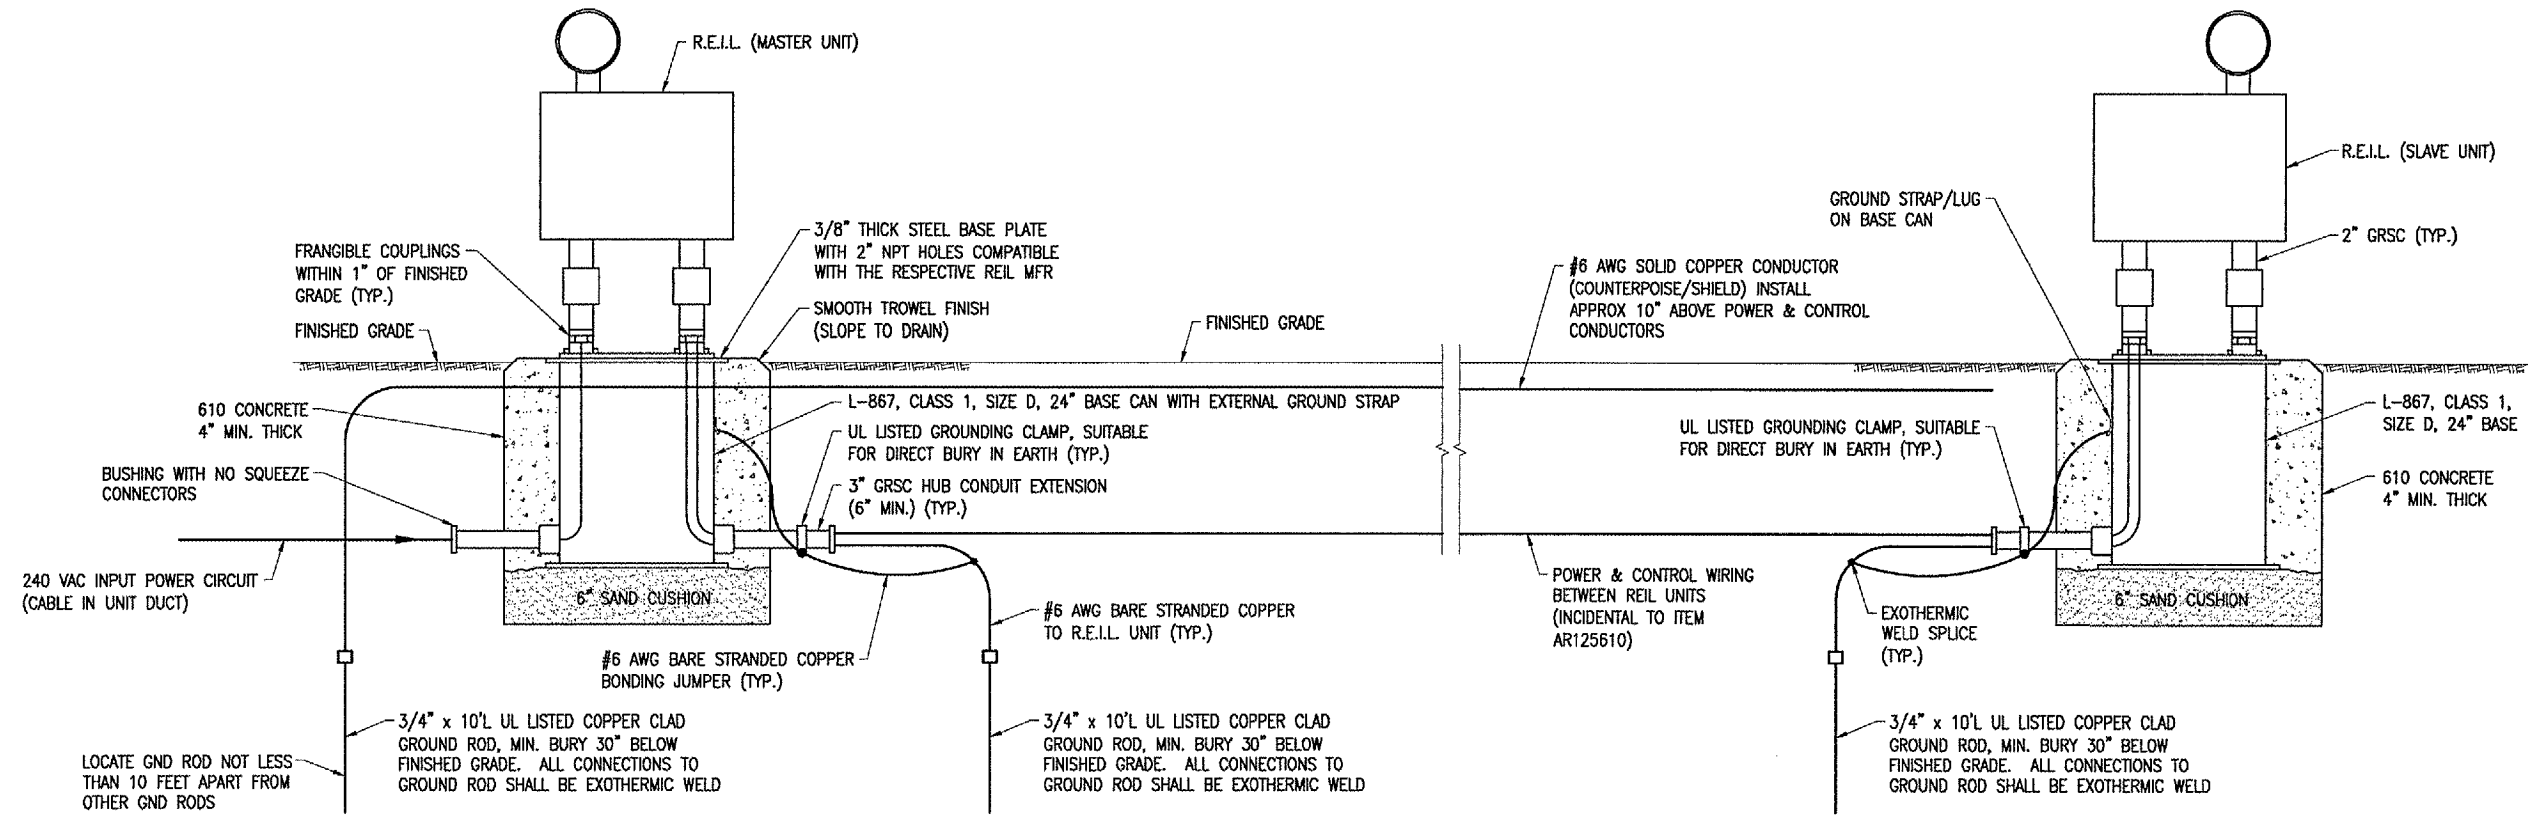 R.E.I.L. (MASTER UNIT)
R.E.I.L. (SLAVE UNIT)
GROUND STRAP/LUG
ON BASE CAN
2" GRSC (TYP.)
3/8" THICK STEEL BASE PLATE
WITH 2" NPT HOLES COMPATIBLE
WITH THE RESPECTIVE REIL MFR
FRANGIBLE COUPLINGS
WITHIN 1" OF FINISHED
GRADE (TYP.)
#6 AWG SOLID COPPER CONDUCTOR
(COUNTERPOISE/SHIELD) INSTALL
APPROX 10" ABOVE POWER & CONTROL
CONDUCTORS
SMOOTH TROWEL FINISH
(SLOPE TO DRAIN)
FINISHED GRADE
FINISHED GRADE
610 CONCRETE
4" MIN. THICK
L-867, CLASS 1, SIZE D, 24" BASE CAN WITH EXTERNAL GROUND STRAP
UL LISTED GROUNDING CLAMP, SUITABLE
FOR DIRECT BURY IN EARTH (TYP.)
UL LISTED GROUNDING CLAMP, SUITABLE
FOR DIRECT BURY IN EARTH (TYP.)
L-867, CLASS 1,
SIZE D, 24" BASE
BUSHING WITH NO SQUEEZE
CONNECTORS
3" GRSC HUB CONDUIT EXTENSION
(6" MIN.) (TYP.)
610 CONCRETE
4" MIN. THICK
240 VAC INPUT POWER CIRCUIT
(CABLE IN UNIT DUCT)
6" SAND CUSHION
#6 AWG BARE STRANDED COPPER
TO R.E.I.L. UNIT (TYP.)
POWER & CONTROL WIRING
BETWEEN REIL UNITS
(INCIDENTAL TO ITEM
AR125610)
EXOTHERMIC
WELD SPLICE
(TYP.)
6" SAND CUSHION
#6 AWG BARE STRANDED COPPER
BONDING JUMPER (TYP.)
LOCATE GND ROD NOT LESS
THAN 10 FEET APART FROM
OTHER GND RODS
3/4" x 10'L UL LISTED COPPER CLAD
GROUND ROD, MIN. BURY 30" BELOW
FINISHED GRADE. ALL CONNECTIONS TO
GROUND ROD SHALL BE EXOTHERMIC WELD
3/4" x 10'L UL LISTED COPPER CLAD
GROUND ROD, MIN. BURY 30" BELOW
FINISHED GRADE. ALL CONNECTIONS TO
GROUND ROD SHALL BE EXOTHERMIC WELD
3/4" x 10'L UL LISTED COPPER CLAD
GROUND ROD, MIN. BURY 30" BELOW
FINISHED GRADE. ALL CONNECTIONS TO
GROUND ROD SHALL BE EXOTHERMIC WELD